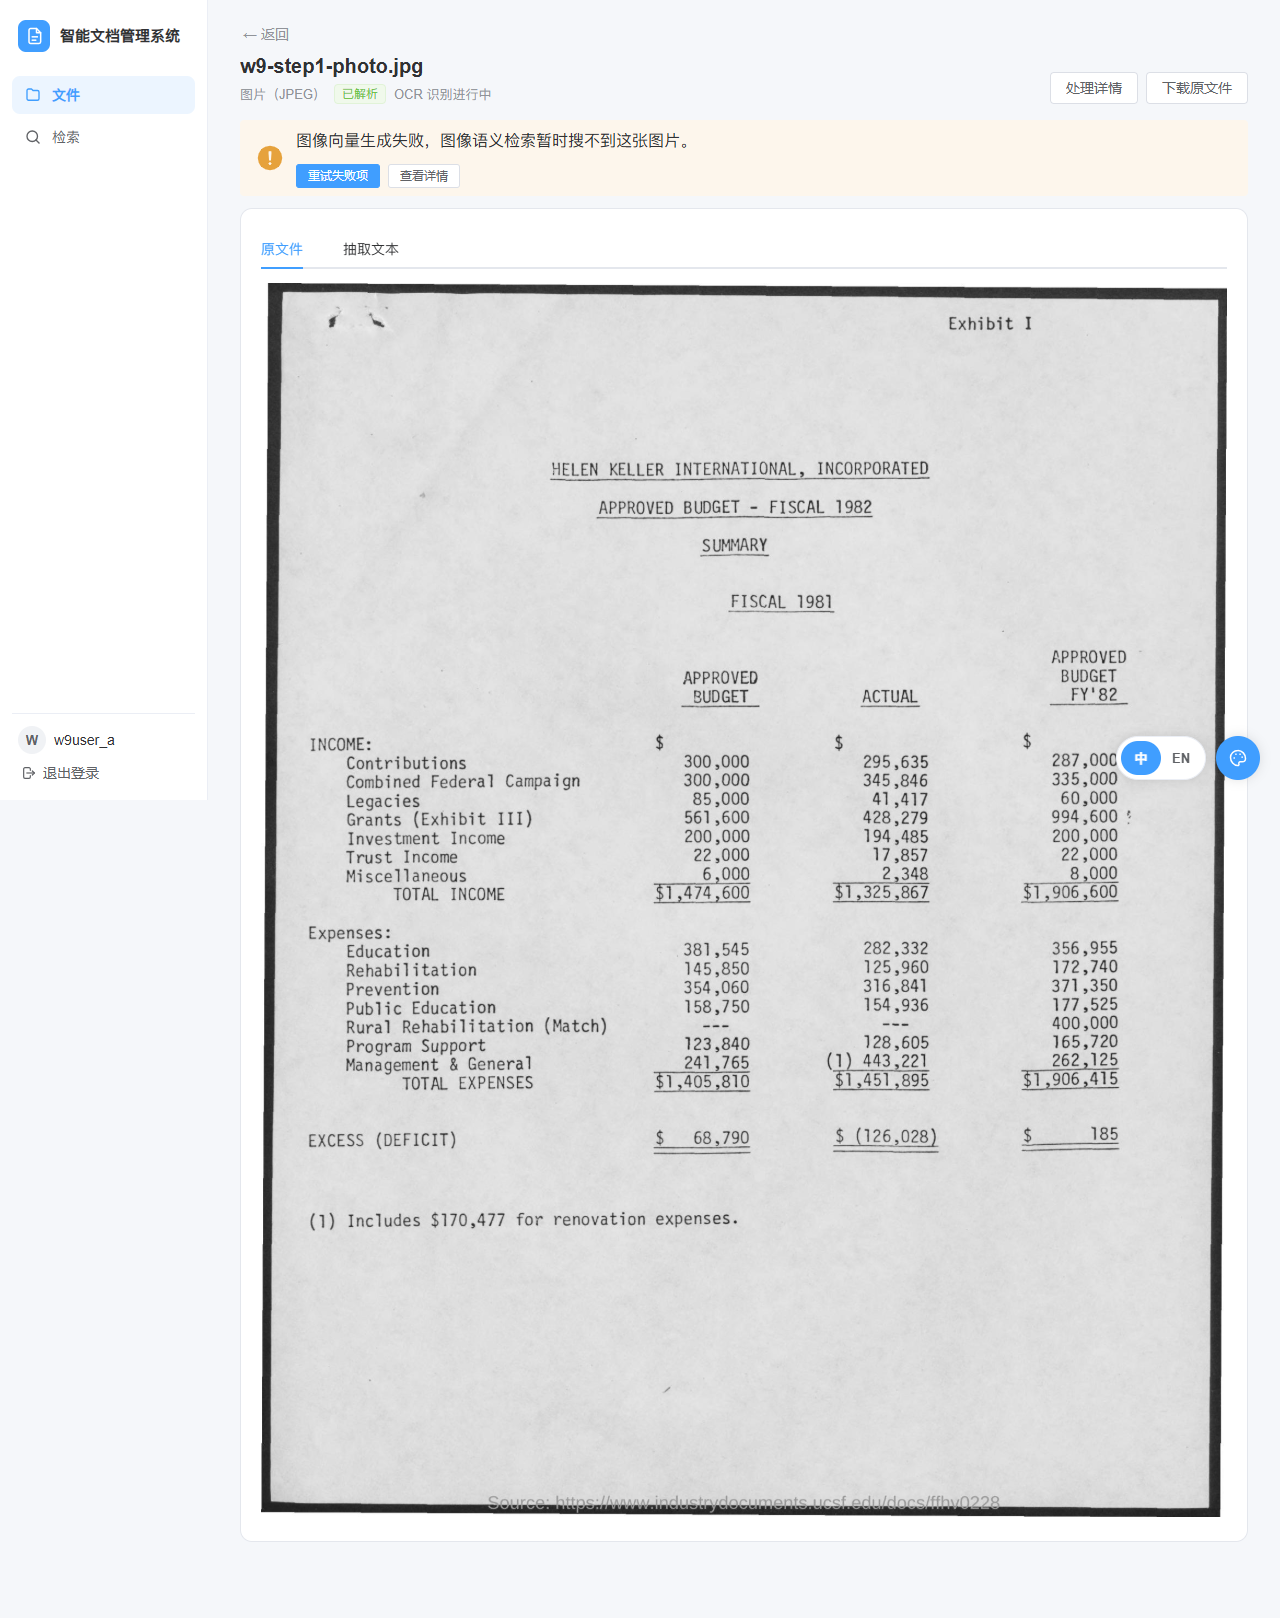 智能文档管理系统
文件
检索
w9user_a
W
退出登录
← 返回
w9-step1-photo.jpg
图片（JPEG） 已解析 OCR 识别进行中
处理详情 下载原文件
图像向量生成失败，图像语义检索暂时搜不到这张图片。
重试失败项 查看详情
原文件 抽取文本
Exhibit I
HELEN KELLER INTERNATIONAL, INCORPORATED
APPROVED BUDGET - FISCAL 1982
SUMMARY
FISCAL 1981
APPROVED BUDGET ACTUAL APPROVED BUDGET FY'82
INCOME: $ $ $
Contributions 300,000 295,635 287,000
Combined Federal Campaign 300,000 345,846 335,000
Legacies 85,000 41,417 60,000
Grants (Exhibit III) 561,600 428,279 994,600
Investment Income 200,000 194,485 200,000
Trust Income 22,000 17,857 22,000
Miscellaneous 6,000 2,348 8,000
TOTAL INCOME $1,474,600 $1,325,867 $1,906,600
Expenses:
Education 381,545 282,332 356,955
Rehabilitation 145,850 125,960 172,740
Prevention 354,060 316,841 371,350
Public Education 158,750 154,936 177,525
Rural Rehabilitation (Match) --- --- 400,000
Program Support 123,840 128,605 165,720
Management & General 241,765 (1) 443,221 262,125
TOTAL EXPENSES $1,405,810 $1,451,895 $1,906,415
EXCESS (DEFICIT) $ 68,790 $ (126,028) $ 185
(1) Includes $170,477 for renovation expenses.
Source: https://www.industrydocuments.ucsf.edu/docs/ffhv0228
中 EN